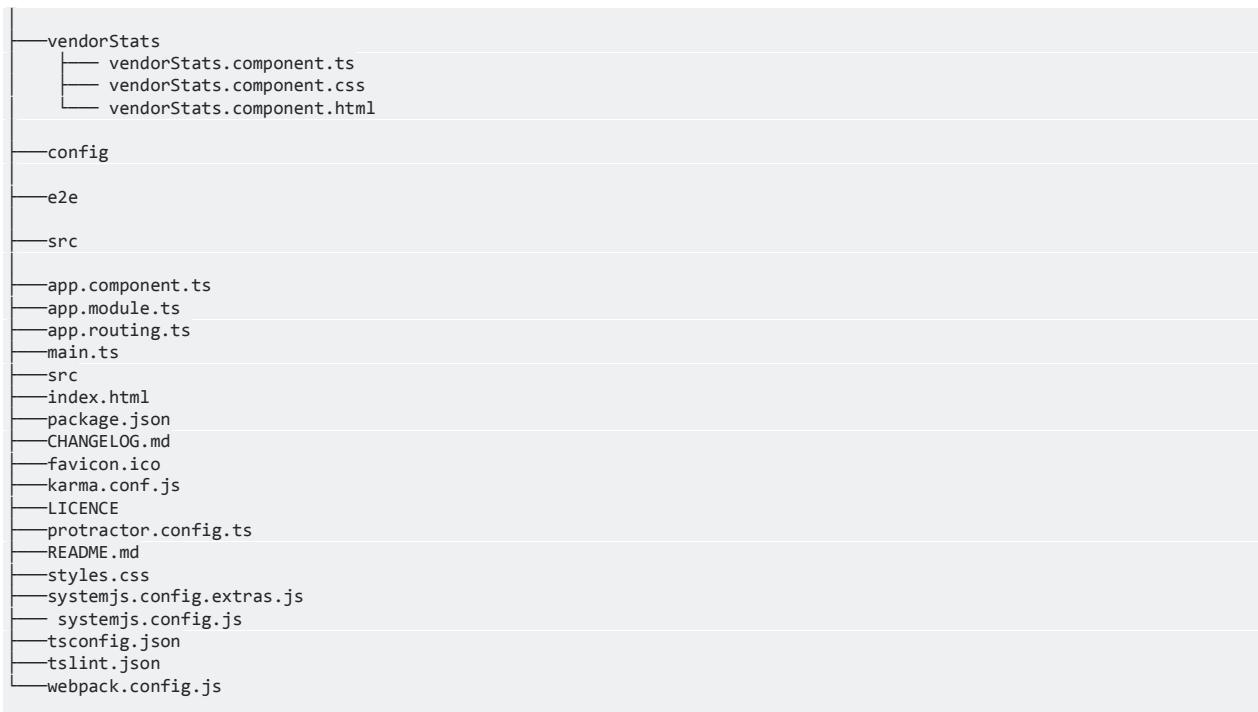 │
├───vendorStats
│    ├─── vendorStats.component.ts
│    ├─── vendorStats.component.css
│    └─── vendorStats.component.html
│
├───config
│
├───e2e
│
├───src
│
├───app.component.ts
├───app.module.ts
├───app.routing.ts
├───main.ts
├───src
├───index.html
├───package.json
├───CHANGELOG.md
├───favicon.ico
├───karma.conf.js
├───LICENCE
├───protractor.config.ts
├───README.md
├───styles.css
├───systemjs.config.extras.js
├─── systemjs.config.js
├───tsconfig.json
├───tslint.json
└───webpack.config.js